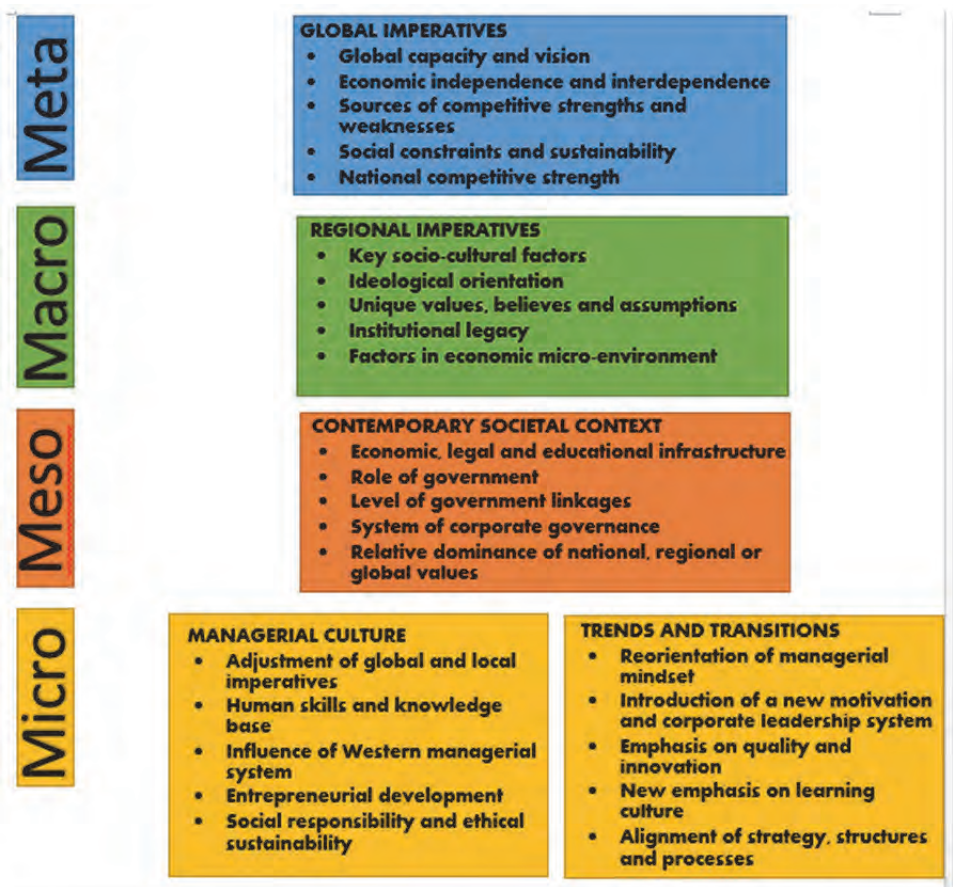 Meta
GLOBAL IMPERATIVES
• Global capacity and vision
• Economic independence and interdependence
• Sources of competitive strengths and
weaknesses
• Social constraints and sustainability
• National competitive strength
Macro
REGIONAL IMPERATIVES
• Key socio-cultural factors
• Ideological orientation
• Unique values, believes and assumptions
• Institutional legacy
• Factors in economic micro-environment
Meso
CONTEMPORARY SOCIETAL CONTEXT
• Economic, legal and educational infrastructure
• Role of government
• Level of government linkages
• System of corporate governance
• Relative dominance of national, regional or
global values
Micro
MANAGERIAL CULTURE
• Adjustment of global and local
imperatives
• Human skills and knowledge
base
• Influence of Western managerial
system
• Entrepreneurial development
• Social responsibility and ethical
sustainability
TRENDS AND TRANSITIONS
• Reorientation of managerial
mindset
• Introduction of a new motivation
and corporate leadership system
• Emphasis on quality and
innovation
• New emphasis on learning
culture
• Alignment of strategy, structures
and processes